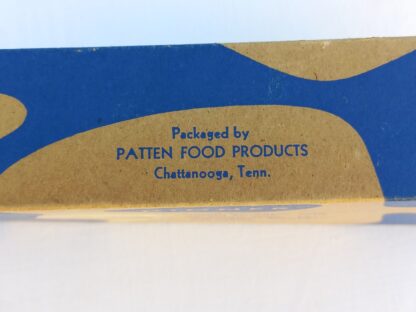 Packaged by
PATTEN FOOD PRODUCTS
Chattanooga, Tenn.